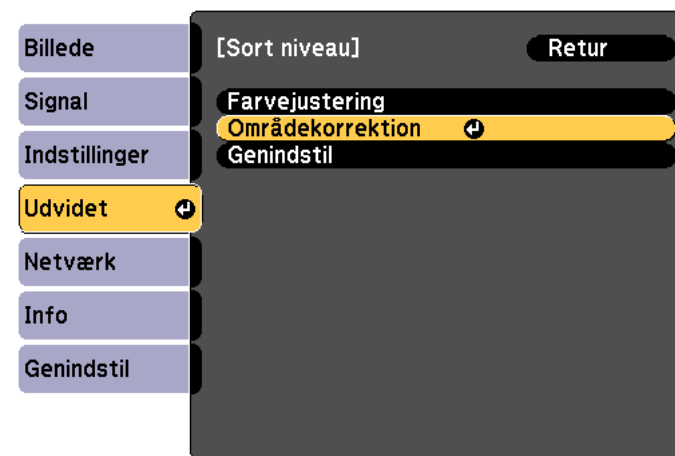 Billede
Signal
Indstillinger
Udvidet
Netværk
Info
Genindstil
[Sort niveau]
Retur
Farvejustering
Områdekorrektion
Genindstil